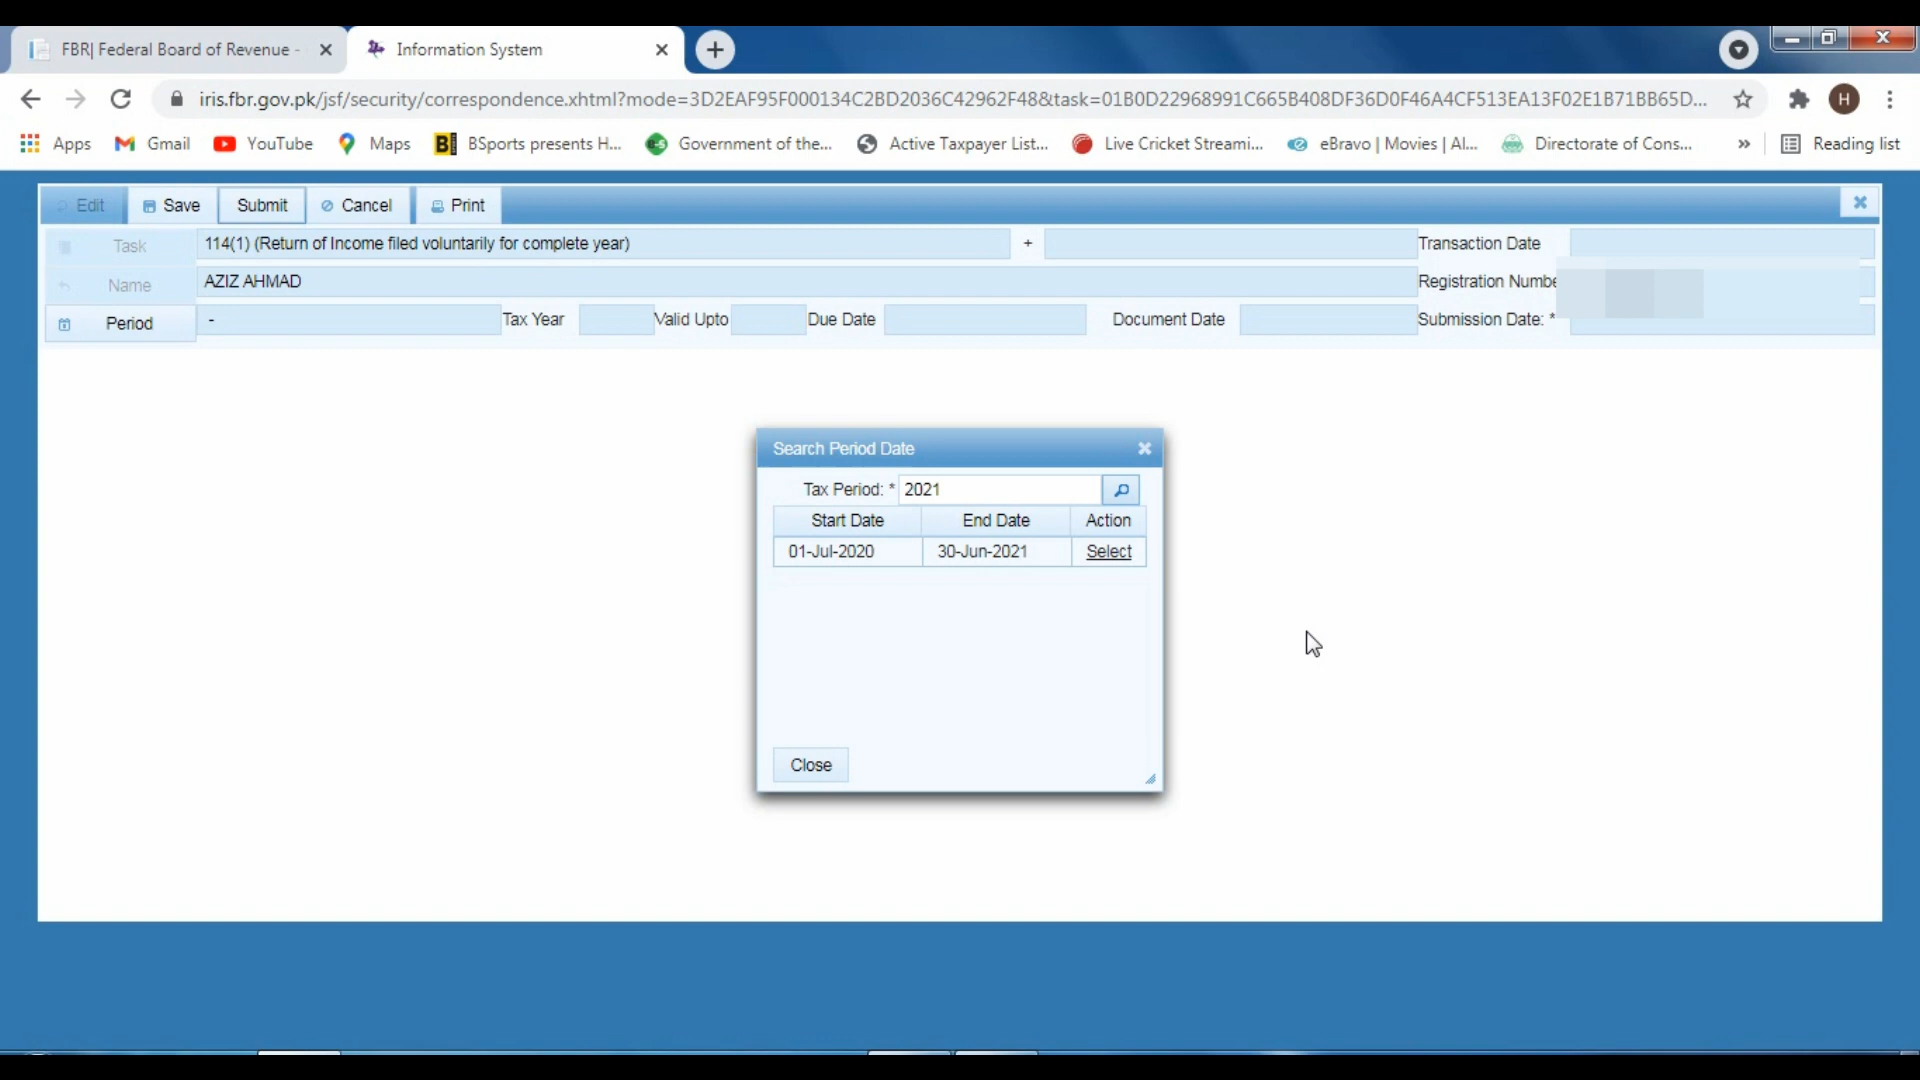 FBR| Federal Board of Revenue -
Information System
iris.fbr.gov.pk/jsf/security/correspondence.xhtml?mode=3D2EAF95F000134C2BD2036C42962F48&task=01B0D22968991C665B408DF36D0F46A4CF513EA13F02E1B71BB65D...
H
Apps Gmail YouTube Maps BSports presents H... Government of the... Active Taxpayer List... Live Cricket Streami... eBravo | Movies | Al... Directorate of Cons... » Reading list
Edit Save Submit Cancel Print
Task 114(1) (Return of Income filed voluntarily for complete year) + Transaction Date
Name AZIZ AHMAD Registration Numbe
Period - Tax Year Valid Upto Due Date Document Date Submission Date: *
Search Period Date
Tax Period: * 2021
Start Date End Date Action
01-Jul-2020 30-Jun-2021 Select
Close